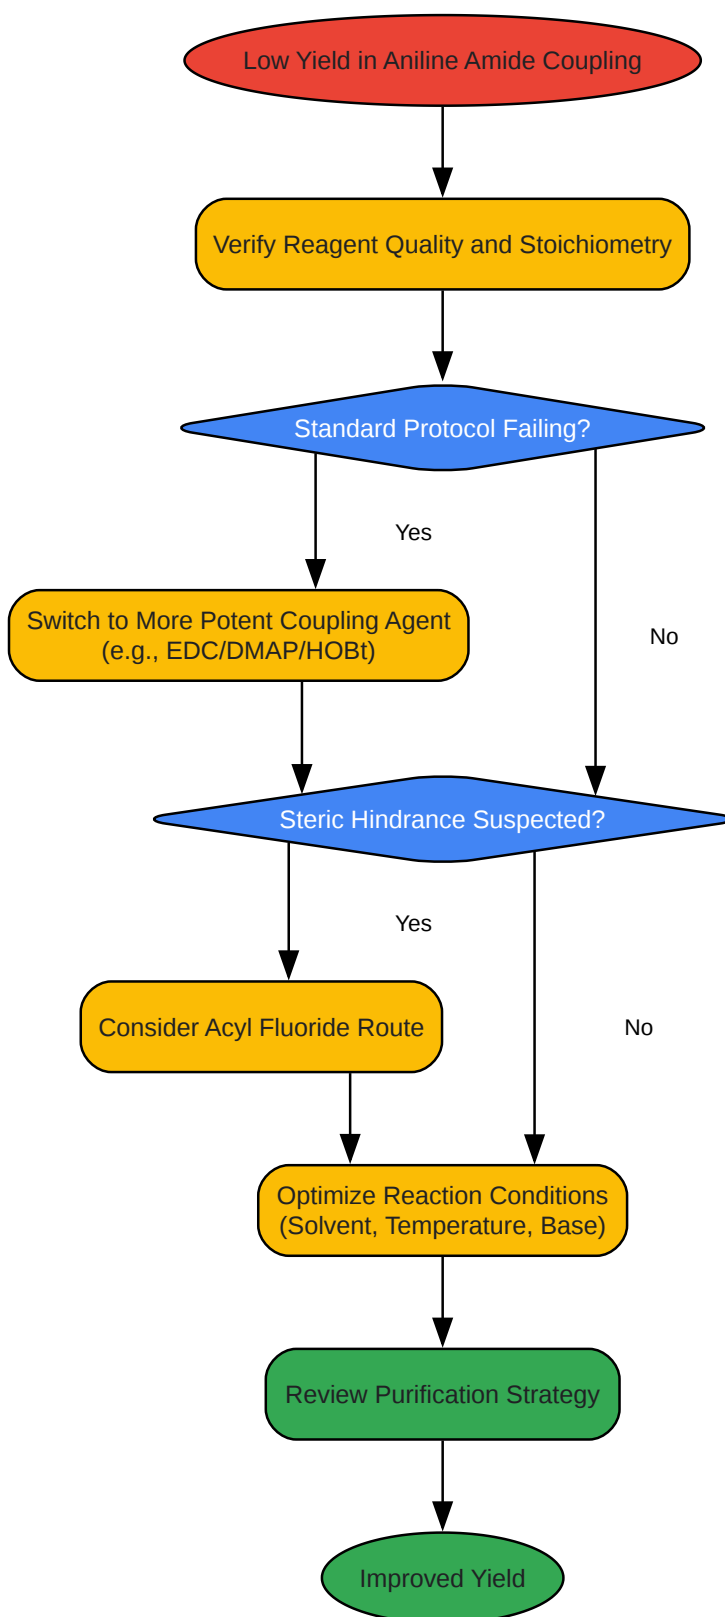 Low Yield in Aniline Amide Coupling
Verify Reagent Quality and Stoichiometry
Standard Protocol Failing?
Yes
Switch to More Potent Coupling Agent
(e.g., EDC/DMAP/HOBt)
No
Steric Hindrance Suspected?
Yes
Consider Acyl Fluoride Route
No
Optimize Reaction Conditions
(Solvent, Temperature, Base)
Review Purification Strategy
Improved Yield